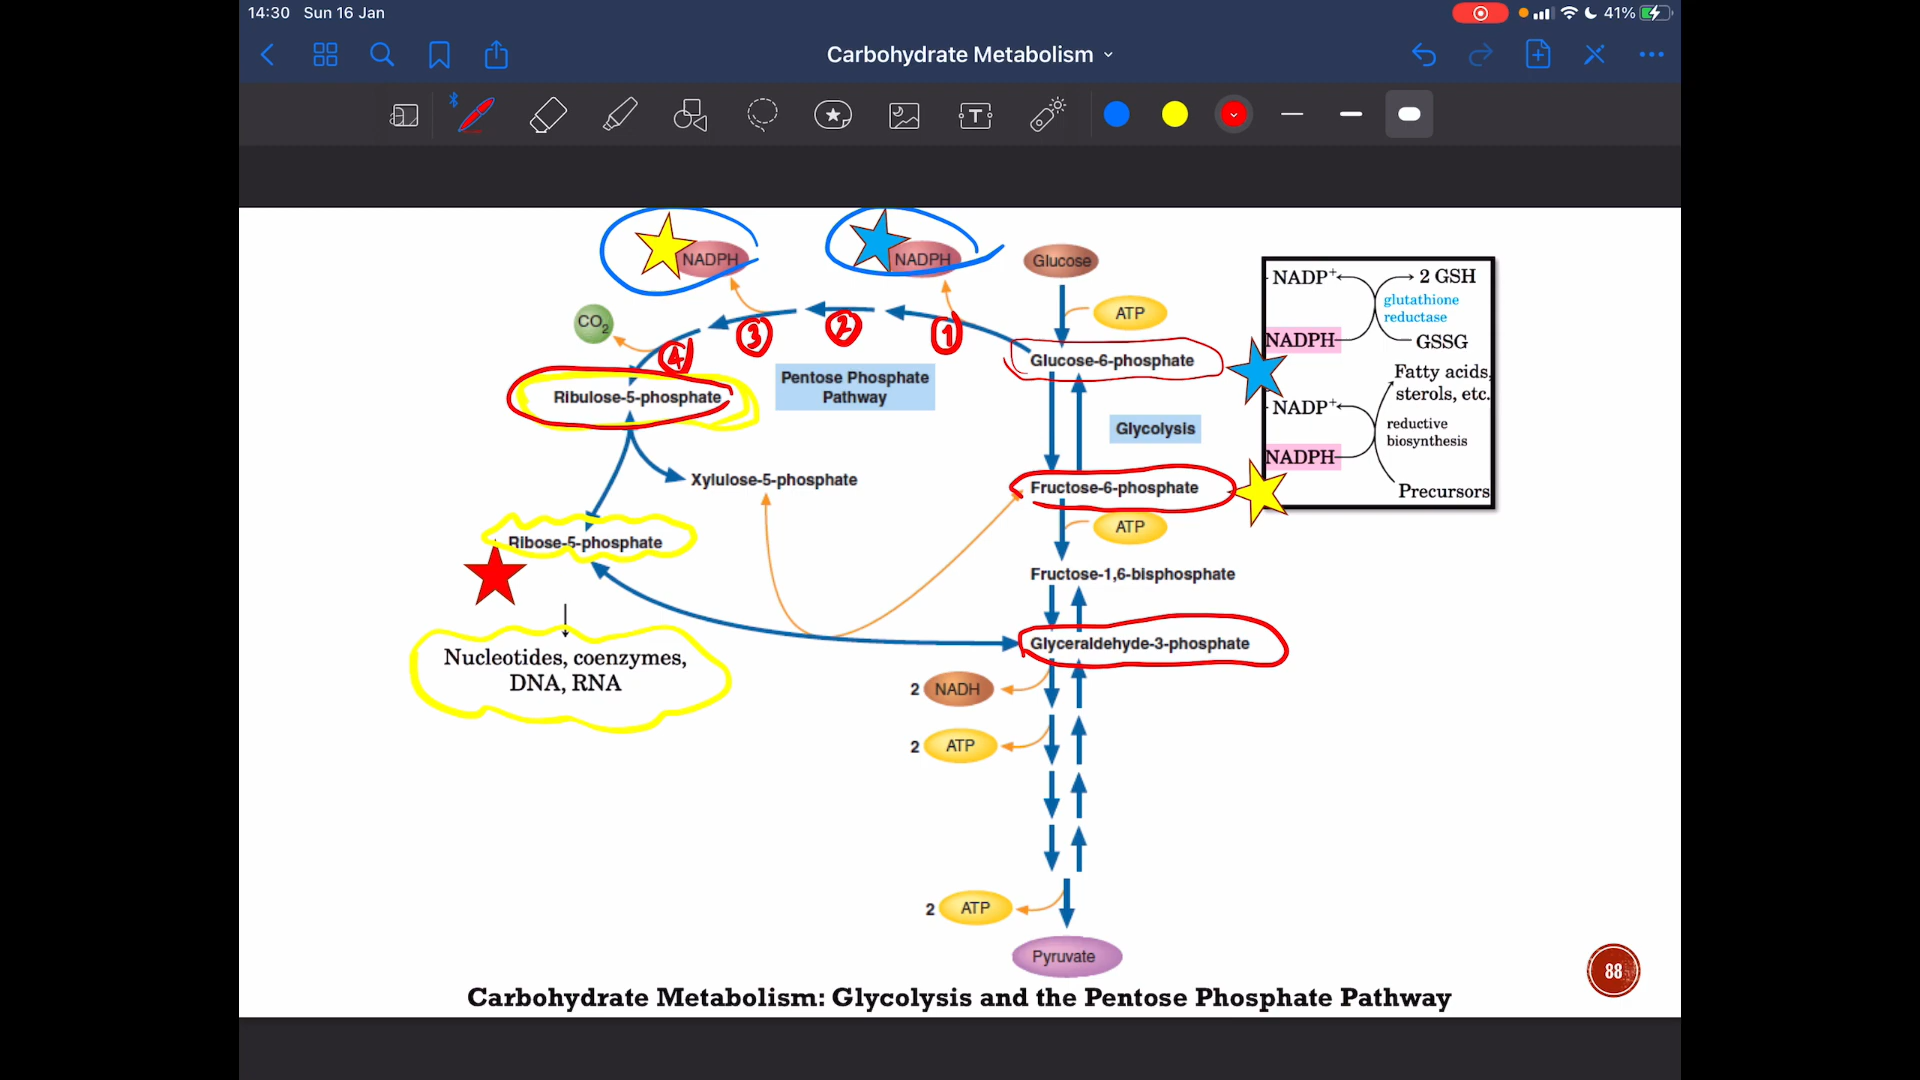 14:30 Sun 16 Jan
41%
Carbohydrate Metabolism
T
NADPH
NADPH
Glucose
ATP
CO2
④
③
②
①
Glucose-6-phosphate
Pentose Phosphate
Pathway
Ribulose-5-phosphate
Glycolysis
Xylulose-5-phosphate
Fructose-6-phosphate
ATP
Ribose-5-phosphate
Fructose-1,6-bisphosphate
Nucleotides, coenzymes,
DNA, RNA
Glyceraldehyde-3-phosphate
2 NADH
2 ATP
2 ATP
Pyruvate
NADP+
2 GSH
glutathione
reductase
NADPH
GSSG
Fatty acids,
sterols, etc.
NADP+
reductive
biosynthesis
NADPH
Precursors
88
Carbohydrate Metabolism: Glycolysis and the Pentose Phosphate Pathway